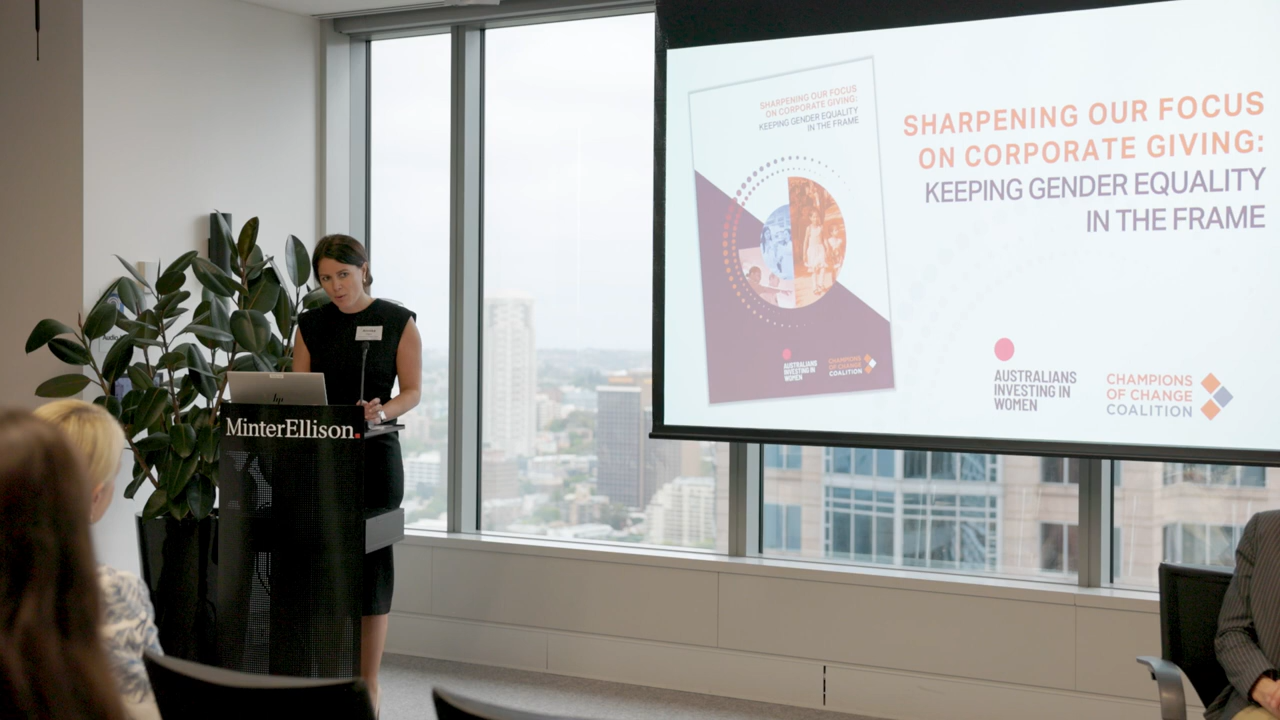 SHARPENING OUR FOCUS
ON CORPORATE GIVING:
KEEPING GENDER EQUALITY
IN THE FRAME
AUSTRALIANS
INVESTING IN
WOMEN
CHAMPIONS
OF CHANGE
COALITION
SHARPENING OUR FOCUS
ON CORPORATE GIVING:
KEEPING GENDER EQUALITY
IN THE FRAME
AUSTRALIANS
INVESTING IN
WOMEN
CHAMPIONS
OF CHANGE
COALITION
hp
MinterEllison.